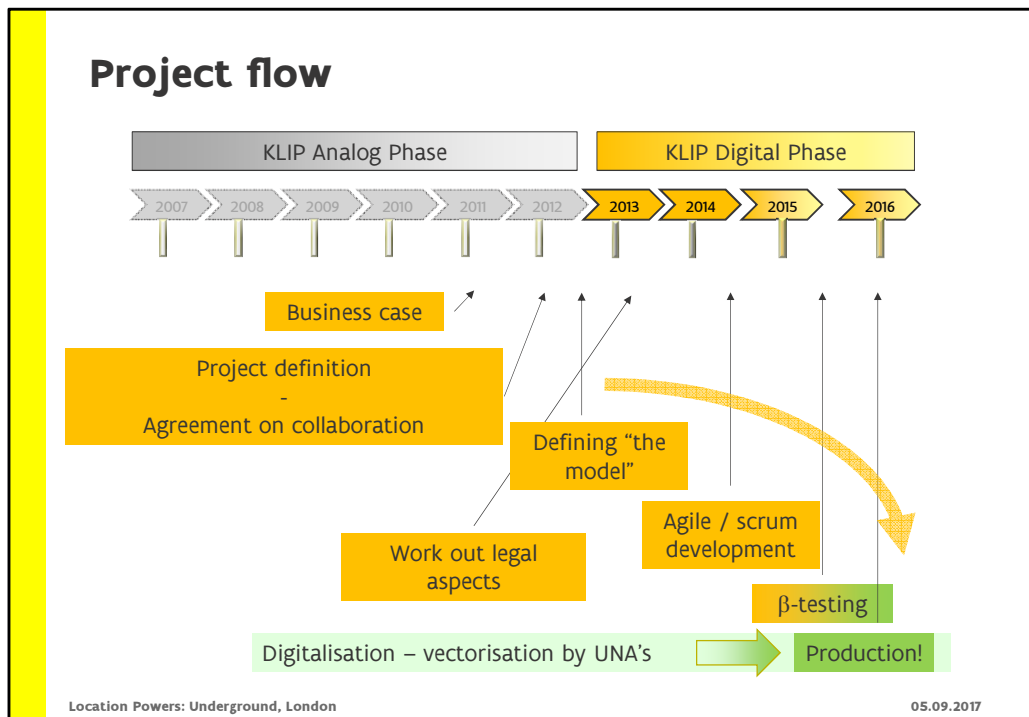 Project flow
KLIP Analog Phase
KLIP Digital Phase
2007
2008
2009
2010
2011
2012
2013
2014
2015
2016
Business case
Project definition
-
Agreement on collaboration
Defining “the
model”
Work out legal
aspects
Agile / scrum
development
β-testing
Digitalisation – vectorisation by UNA’s
Production!
Location Powers: Underground, London
05.09.2017